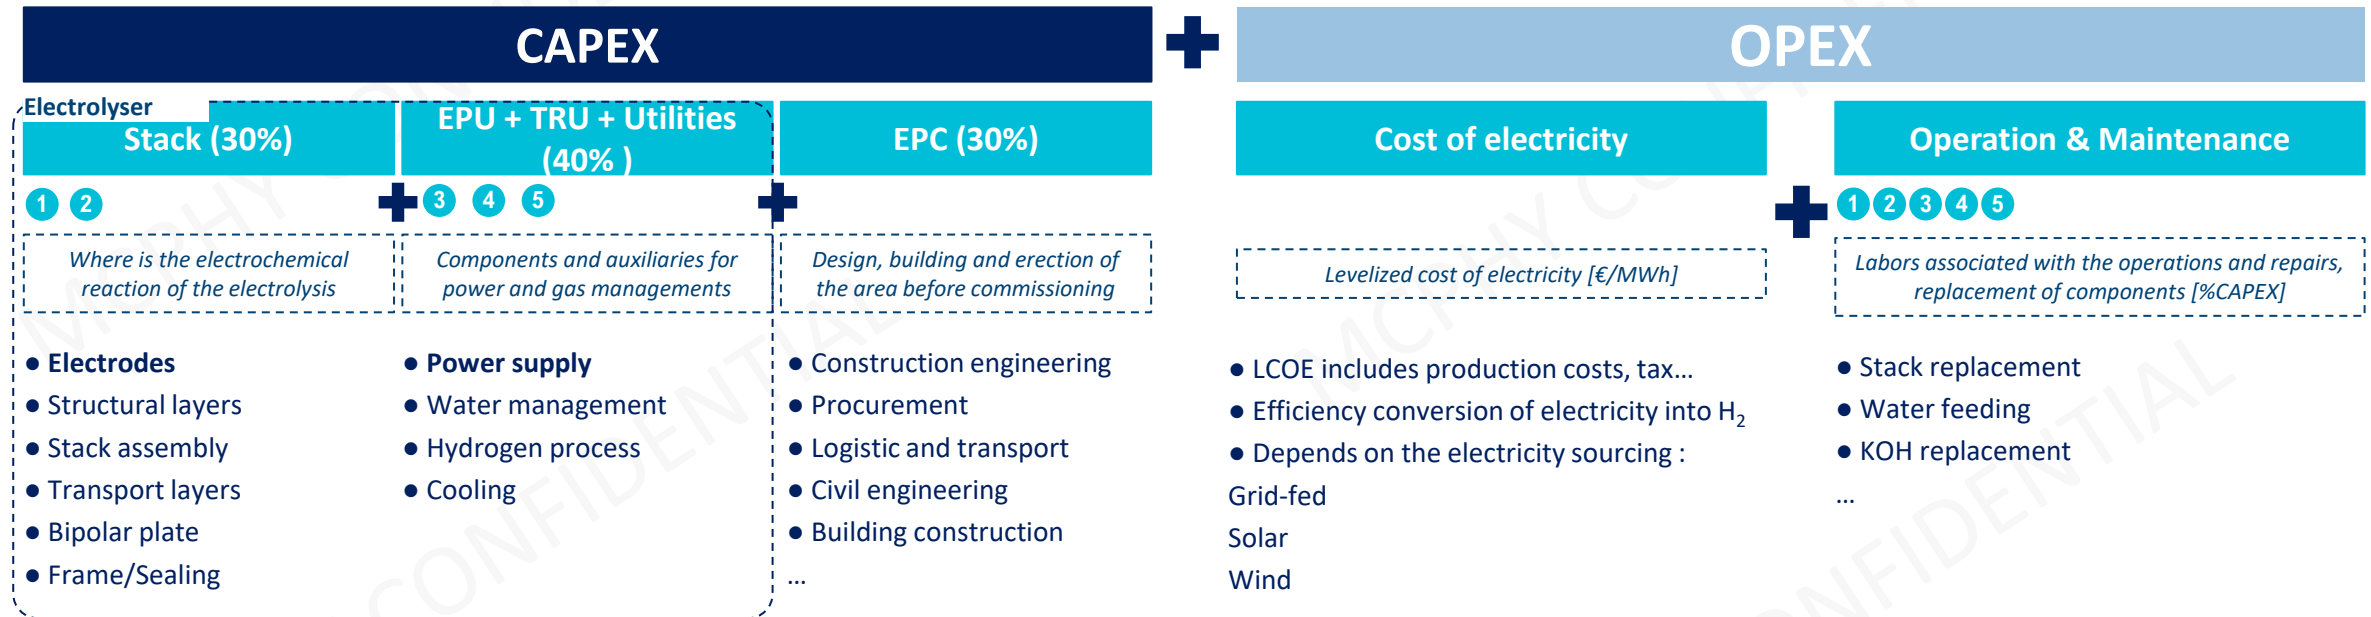 CAPEX
OPEX
Electrolyser
Stack (30%)
EPU + TRU + Utilities
(40% )
EPC (30%)
Cost of electricity
Operation & Maintenance
1 2
3 4 5
1 2 3 4 5
Where is the electrochemical
reaction of the electrolysis
Components and auxiliaries for
power and gas managements
Design, building and erection of
the area before commissioning
Levelized cost of electricity [€/MWh]
Labors associated with the operations and repairs,
replacement of components [%CAPEX]
● Electrodes
● Structural layers
● Stack assembly
● Transport layers
● Bipolar plate
● Frame/Sealing
● Power supply
● Water management
● Hydrogen process
● Cooling
● Construction engineering
● Procurement
● Logistic and transport
● Civil engineering
● Building construction
...
● LCOE includes production costs, tax...
● Efficiency conversion of electricity into H₂
● Depends on the electricity sourcing :
Grid-fed
Solar
Wind
● Stack replacement
● Water feeding
● KOH replacement
...
MCPHY CONFIDENTIAL
MCPHY CONFIDENTIAL
CONFIDENTIAL
CONFIDENTIAL